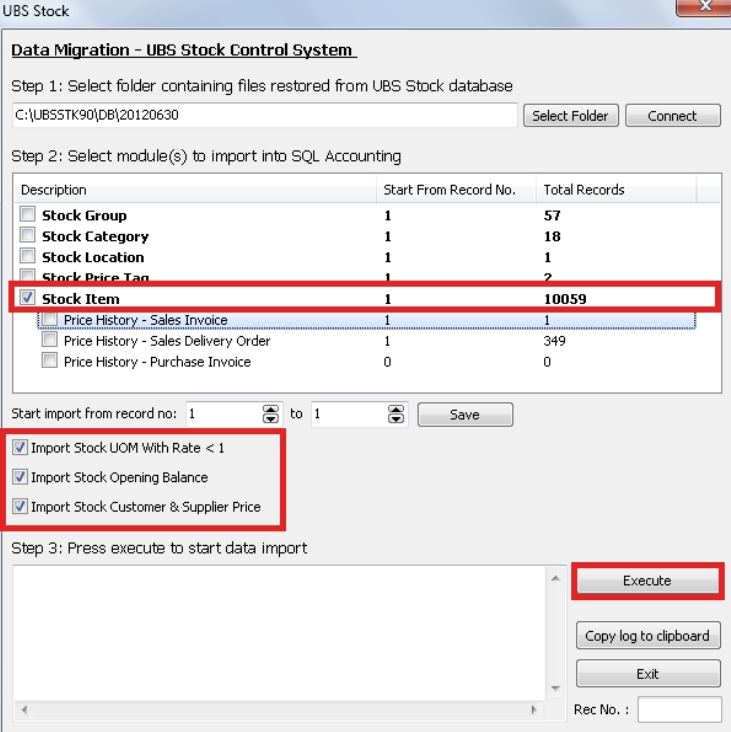 UBS Stock
Data Migration - UBS Stock Control System
Step 1: Select folder containing files restored from UBS Stock database
C:\UBSSTK90\DB\20120630 Select Folder Connect
Step 2: Select module(s) to import into SQL Accounting
Description Start From Record No. Total Records
Stock Group 1 57
Stock Category 1 18
Stock Location 1 1
Stock Price Tag 1 2
Stock Item 1 10059
Price History - Sales Invoice 1 1
Price History - Sales Delivery Order 1 349
Price History - Purchase Invoice 0 0
Start import from record no: 1 to 1 Save
Import Stock UOM With Rate < 1
Import Stock Opening Balance
Import Stock Customer & Supplier Price
Step 3: Press execute to start data import
Execute
Copy log to clipboard
Exit
Rec No. :